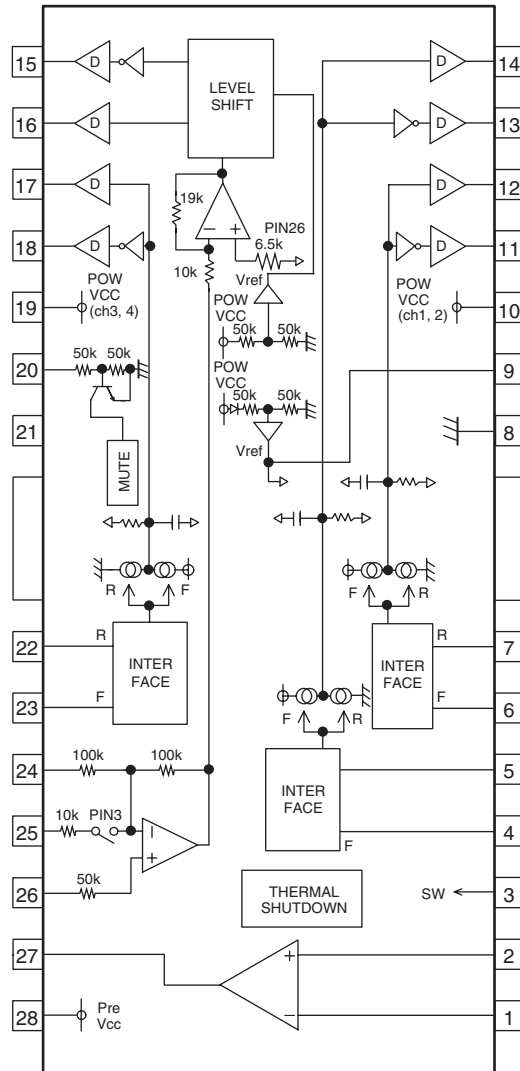 15
D
LEVEL
SHIFT
D
14
16
D
D
13
17
D
19k
D
12
PIN26
6.5k
18
D
10k
D
11
POW
VCC
(ch3, 4)
Vref
POW
VCC
50k
50k
POW
VCC
(ch1, 2)
19
10
20
50k
50k
9
POW
VCC
50k
50k
21
MUTE
Vref
8
R
F
F
R
22
R
INTER
FACE
R
7
INTER
FACE
23
F
F
R
F
6
24
100k
100k
5
INTER
FACE
25
10k
PIN3
F
4
26
50k
THERMAL
SHUTDOWN
SW
3
27
2
28
Pre
Vcc
1